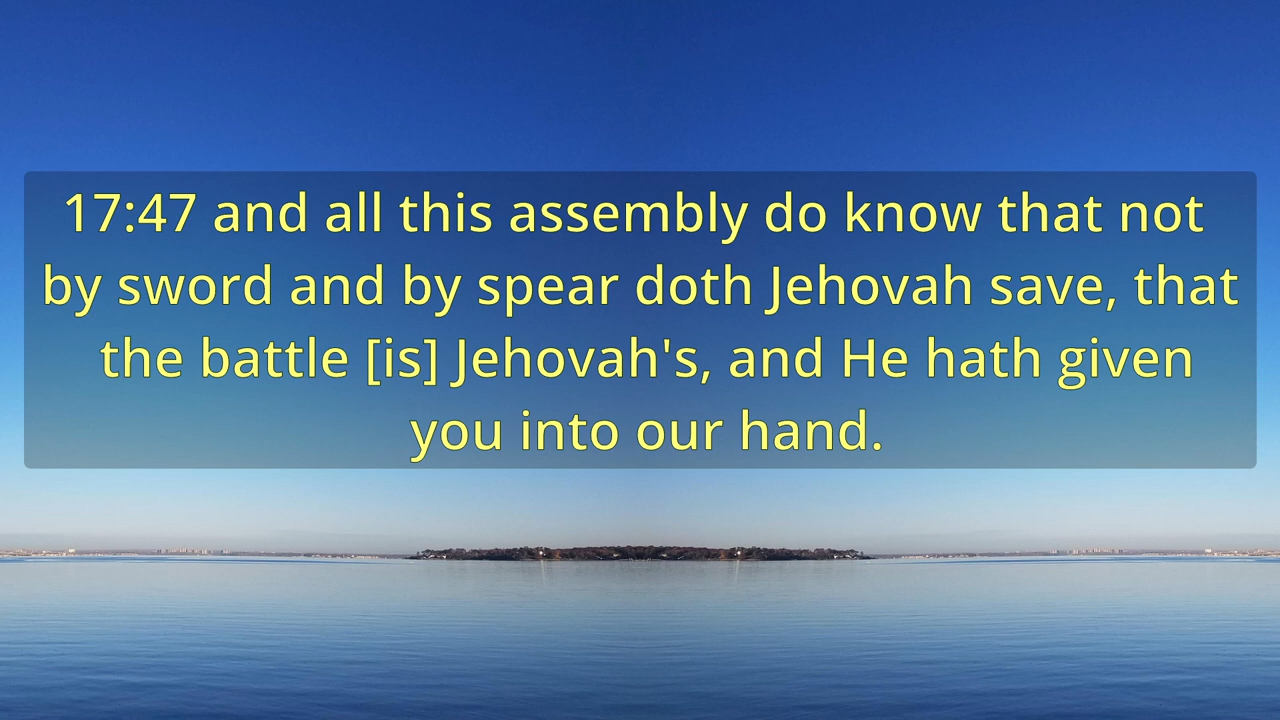 17:47 and all this assembly do know that not
by sword and by spear doth Jehovah save, that
the battle [is] Jehovah's, and He hath given
you into our hand.